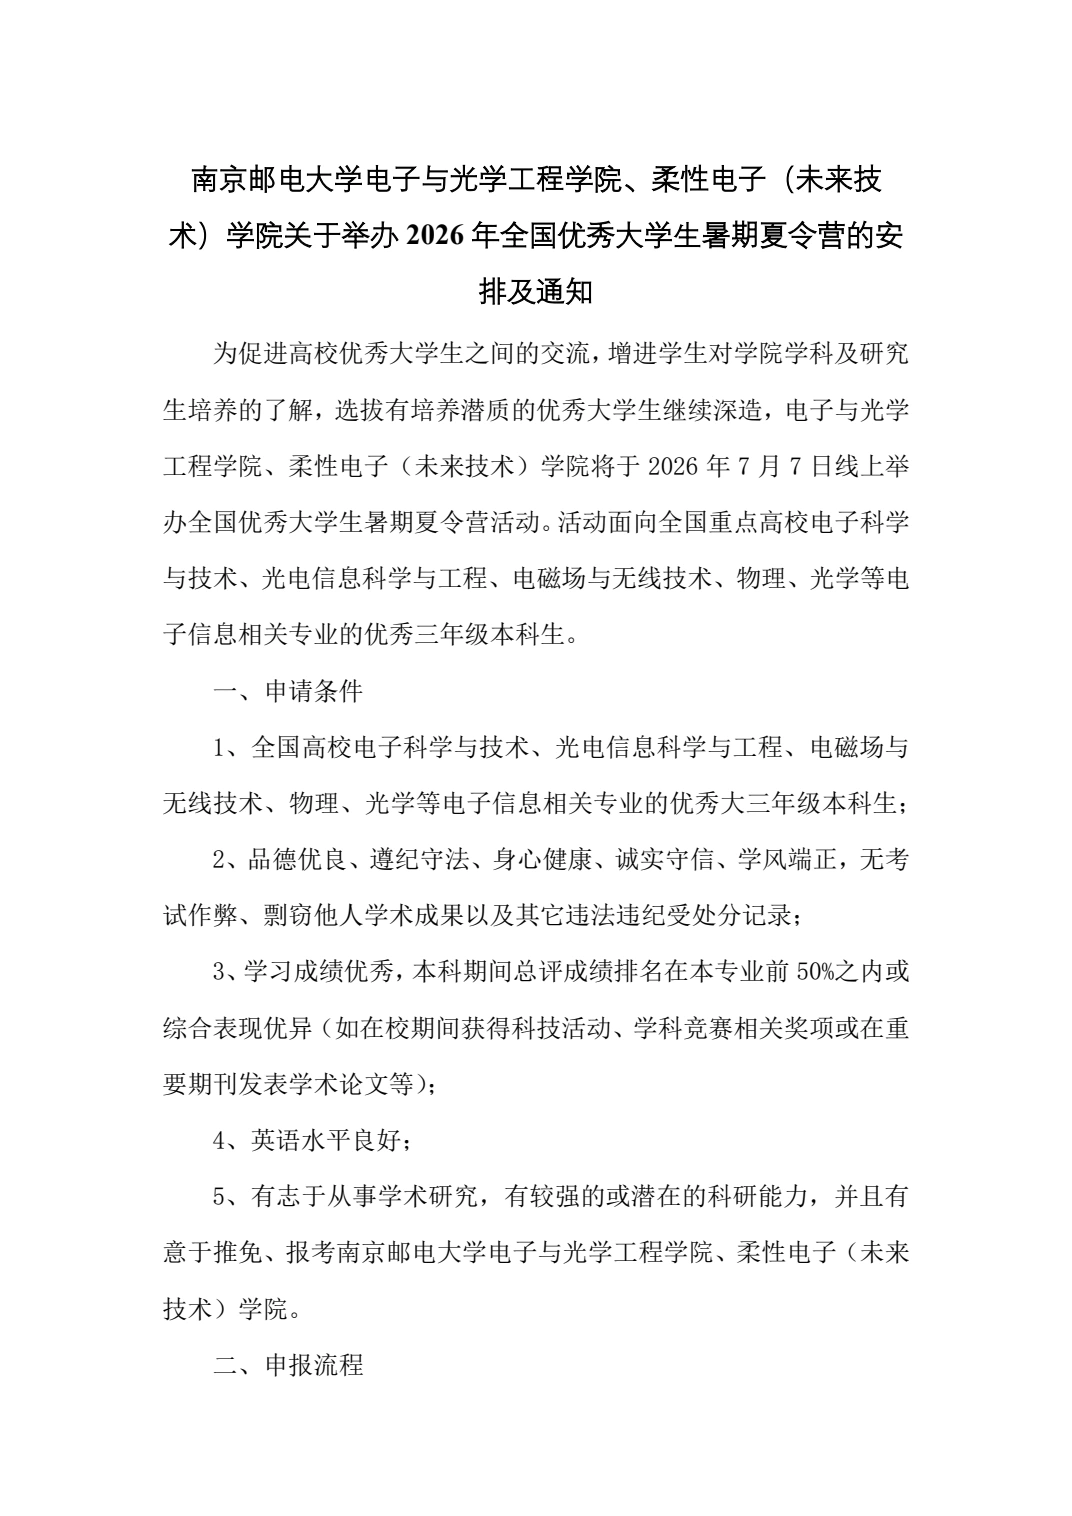 南京邮电大学电子与光学工程学院、柔性电子（未来技
术）学院关于举办 2026 年全国优秀大学生暑期夏令营的安
排及通知
为促进高校优秀大学生之间的交流，增进学生对学院学科及研究
生培养的了解，选拔有培养潜质的优秀大学生继续深造，电子与光学
工程学院、柔性电子（未来技术）学院将于 2026 年 7 月 7 日线上举
办全国优秀大学生暑期夏令营活动。活动面向全国重点高校电子科学
与技术、光电信息科学与工程、电磁场与无线技术、物理、光学等电
子信息相关专业的优秀三年级本科生。
一、申请条件
1、全国高校电子科学与技术、光电信息科学与工程、电磁场与
无线技术、物理、光学等电子信息相关专业的优秀大三年级本科生；
2、品德优良、遵纪守法、身心健康、诚实守信、学风端正，无考
试作弊、剽窃他人学术成果以及其它违法违纪受处分记录；
3、学习成绩优秀，本科期间总评成绩排名在本专业前 50%之内或
综合表现优异（如在校期间获得科技活动、学科竞赛相关奖项或在重
要期刊发表学术论文等）；
4、英语水平良好；
5、有志于从事学术研究，有较强的或潜在的科研能力，并且有
意于推免、报考南京邮电大学电子与光学工程学院、柔性电子（未来
技术）学院。
二、申报流程